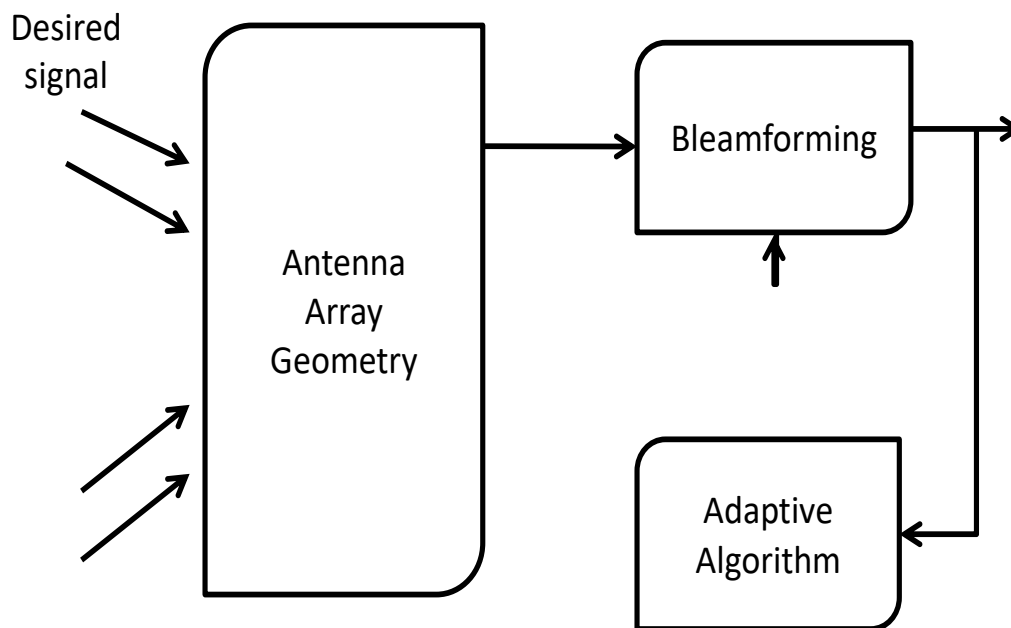 Desired
signal
Antenna
Array
Geometry
Bleamforming
Adaptive
Algorithm